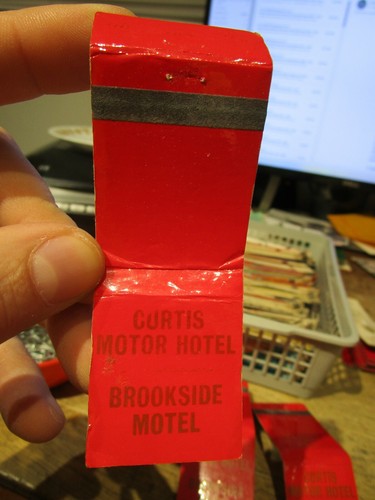 CURTIS
MOTOR HOTEL
&
BROOKSIDE
MOTEL